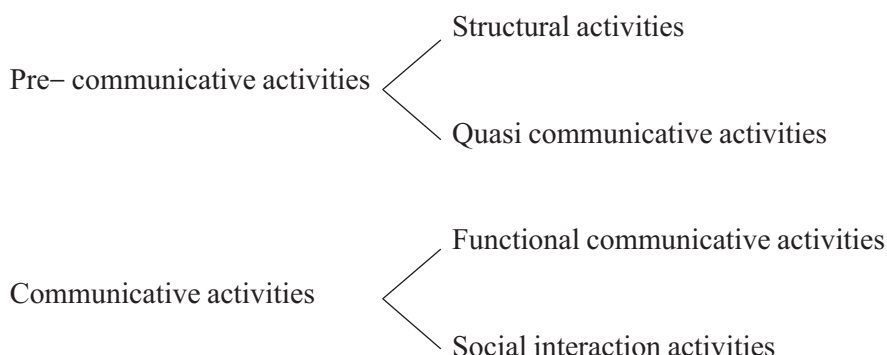 Structural activities
Pre– communicative activities
Quasi communicative activities
Functional communicative activities
Communicative activities
Social interaction activities